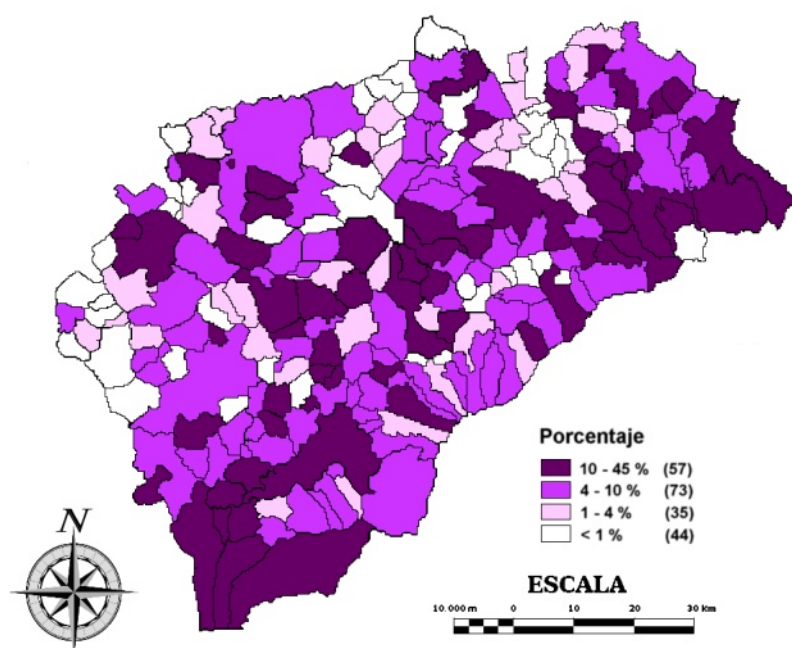 Porcentaje
10 - 45 % (57)
4 - 10 % (73)
1 - 4 % (35)
< 1 % (44)
N
ESCALA
10.000 m 0 10 20 30 km